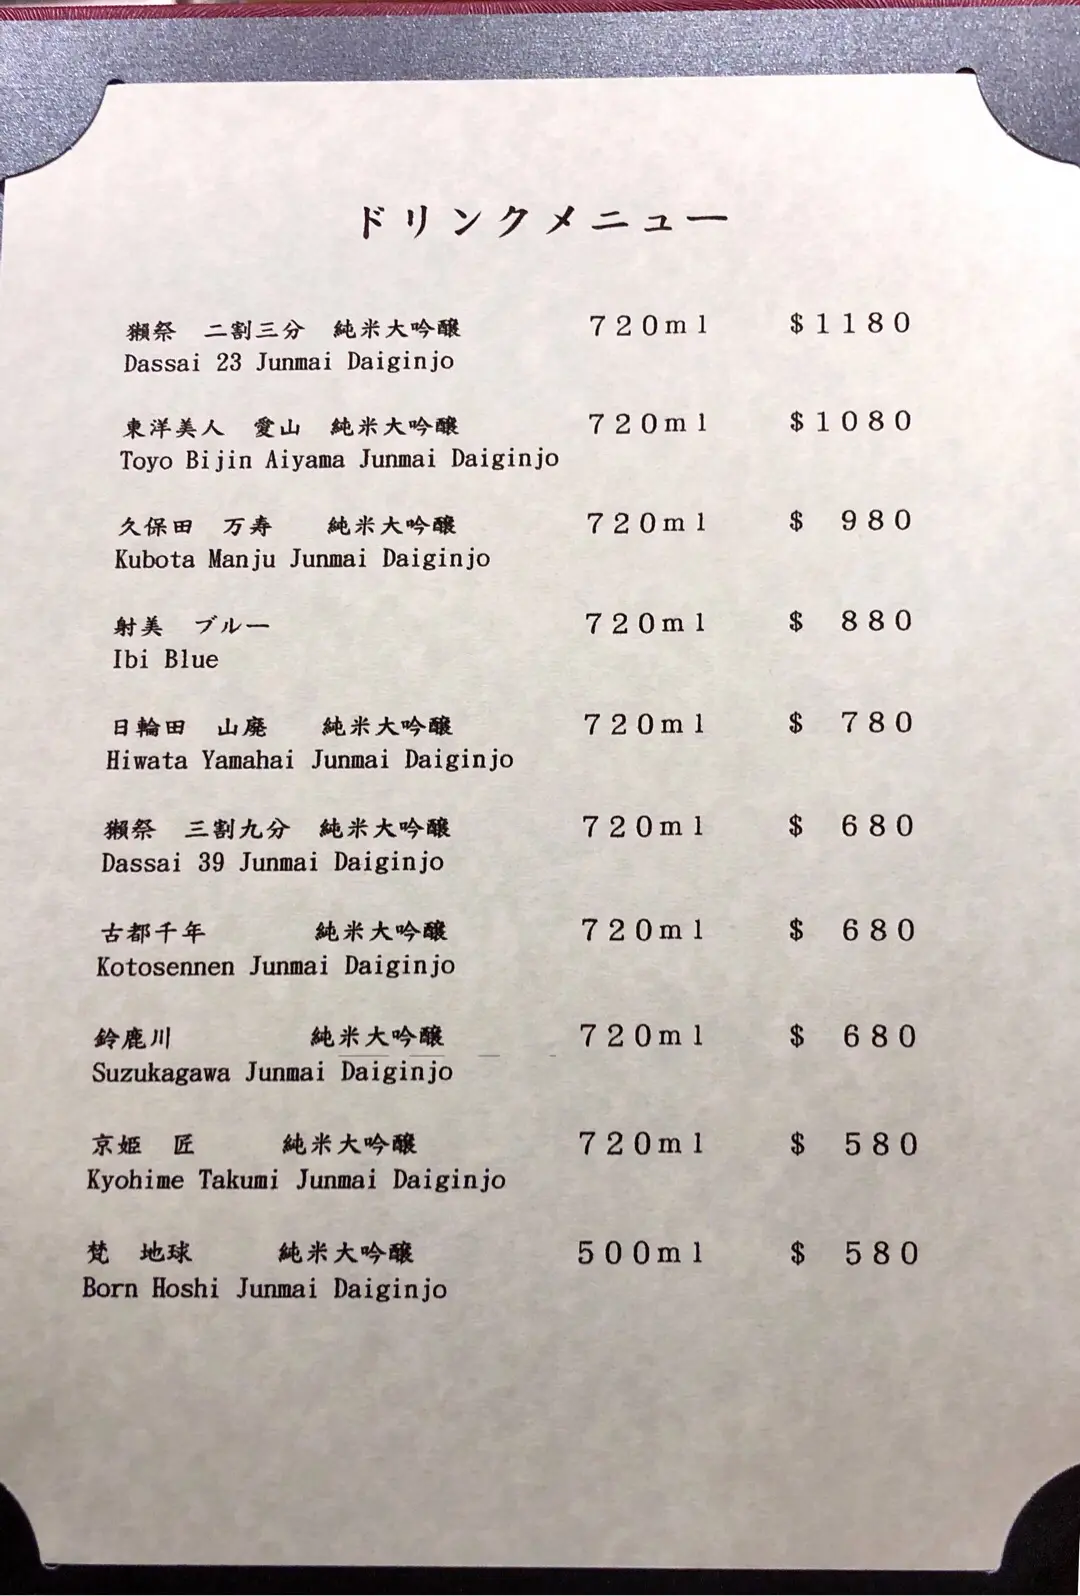 ドリンクメニュー
獺祭　二割三分　純米大吟醸　７２０ｍｌ　＄１１８０
Dassai 23 Junmai Daiginjo
東洋美人　愛山　純米大吟醸　７２０ｍｌ　＄１０８０
Toyo Bijin Aiyama Junmai Daiginjo
久保田　万寿　　純米大吟醸　７２０ｍｌ　＄　９８０
Kubota Manju Junmai Daiginjo
射美　ブルー　７２０ｍｌ　＄　８８０
Ibi Blue
日輪田　山廃　　純米大吟醸　７２０ｍｌ　＄　７８０
Hiwata Yamahai Junmai Daiginjo
獺祭　三割九分　純米大吟醸　７２０ｍｌ　＄　６８０
Dassai 39 Junmai Daiginjo
古都千年　　　　純米大吟醸　７２０ｍｌ　＄　６８０
Kotosennen Junmai Daiginjo
鈴鹿川　　　　　純米大吟醸　７２０ｍｌ　＄　６８０
Suzukagawa Junmai Daiginjo
京姫　匠　　　純米大吟醸　７２０ｍｌ　＄　５８０
Kyohime Takumi Junmai Daiginjo
梵　地球　　　純米大吟醸　５００ｍｌ　＄　５８０
Born Hoshi Junmai Daiginjo